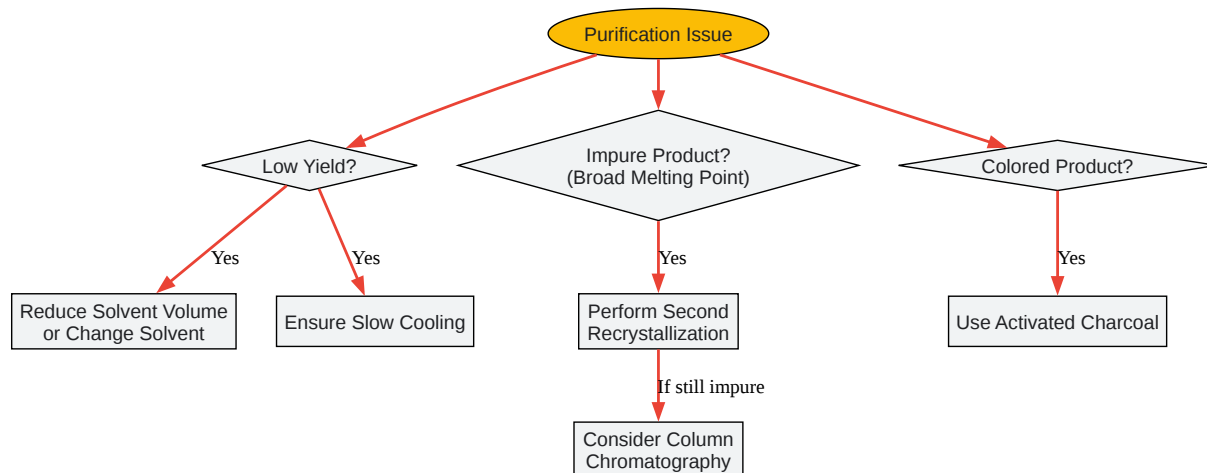 Purification Issue
Low Yield?
Impure Product?
(Broad Melting Point)
Colored Product?
Yes
Yes
Yes
Yes
Reduce Solvent Volume
or Change Solvent
Ensure Slow Cooling
Perform Second
Recrystallization
Use Activated Charcoal
If still impure
Consider Column
Chromatography